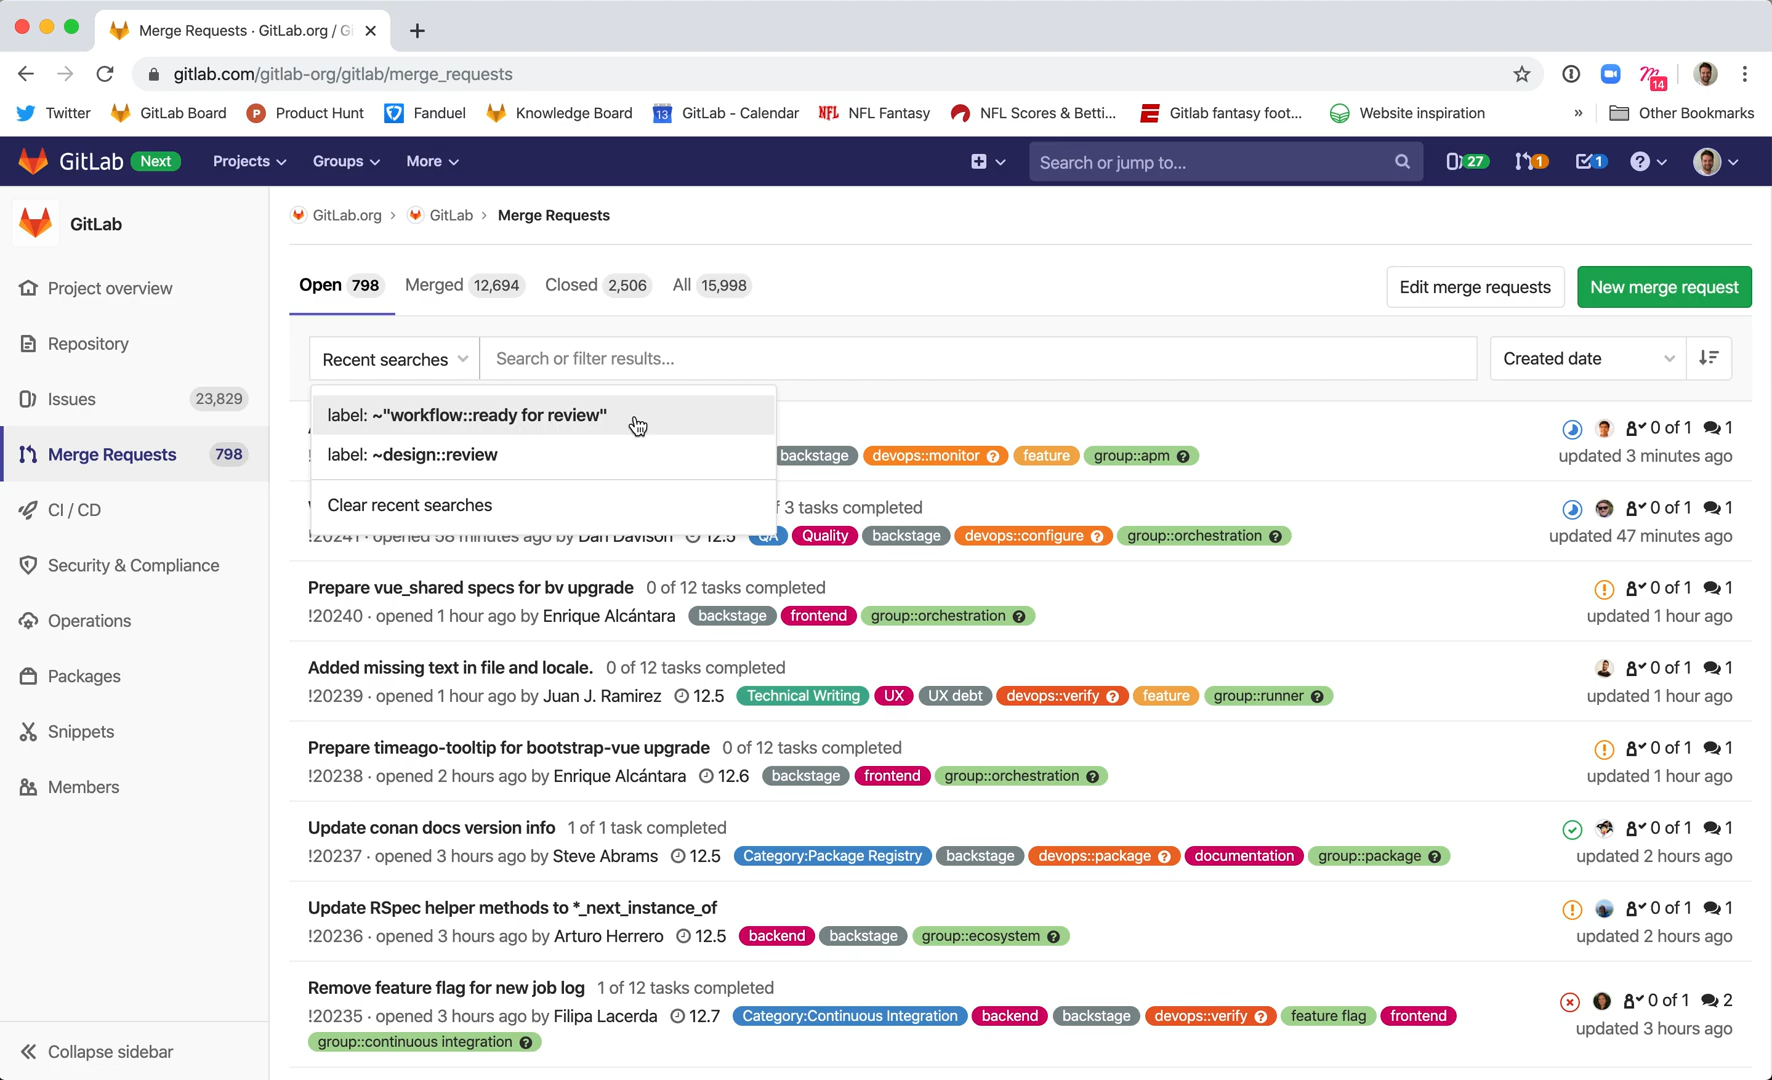 Merge Requests · GitLab.org / Gi
gitlab.com/gitlab-org/gitlab/merge_requests
14
Twitter GitLab Board Product Hunt Fanduel Knowledge Board 13 GitLab - Calendar NFL NFL Fantasy NFL Scores & Betti... Gitlab fantasy foot... Website inspiration » Other Bookmarks
GitLab Next Projects Groups More Search or jump to... 27 1 1
GitLab
Project overview
Repository
Issues 23,829
Merge Requests 798
CI / CD
Security & Compliance
Operations
Packages
Snippets
Members
Collapse sidebar
GitLab.org › GitLab › Merge Requests
Open 798 Merged 12,694 Closed 2,506 All 15,998 Edit merge requests New merge request
Recent searches Search or filter results... Created date
label: ~"workflow::ready for review"
label: ~design::review
Clear recent searches
0 of 1 1
backstage devops::monitor feature group::apm updated 3 minutes ago
3 tasks completed 0 of 1 1
!20241 · opened 58 minutes ago by Dan Davison 12.5 QA Quality backstage devops::configure group::orchestration updated 47 minutes ago
Prepare vue_shared specs for bv upgrade 0 of 12 tasks completed 0 of 1 1
!20240 · opened 1 hour ago by Enrique Alcántara backstage frontend group::orchestration updated 1 hour ago
Added missing text in file and locale. 0 of 12 tasks completed 0 of 1 1
!20239 · opened 1 hour ago by Juan J. Ramirez 12.5 Technical Writing UX UX debt devops::verify feature group::runner updated 1 hour ago
Prepare timeago-tooltip for bootstrap-vue upgrade 0 of 12 tasks completed 0 of 1 1
!20238 · opened 2 hours ago by Enrique Alcántara 12.6 backstage frontend group::orchestration updated 1 hour ago
Update conan docs version info 1 of 1 task completed 0 of 1 1
!20237 · opened 3 hours ago by Steve Abrams 12.5 Category:Package Registry backstage devops::package documentation group::package updated 2 hours ago
Update RSpec helper methods to *_next_instance_of 0 of 1 1
!20236 · opened 3 hours ago by Arturo Herrero 12.5 backend backstage group::ecosystem updated 2 hours ago
Remove feature flag for new job log 1 of 12 tasks completed 0 of 1 2
!20235 · opened 3 hours ago by Filipa Lacerda 12.7 Category:Continuous Integration backend backstage devops::verify feature flag frontend updated 3 hours ago
group::continuous integration